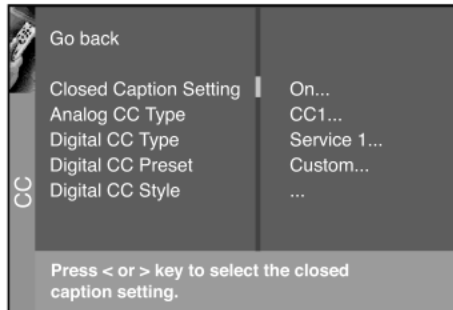 Go back
Closed Caption Setting On...
Analog CC Type CC1...
Digital CC Type Service 1...
Digital CC Preset Custom...
Digital CC Style ...
CC
Press < or > key to select the closed
caption setting.